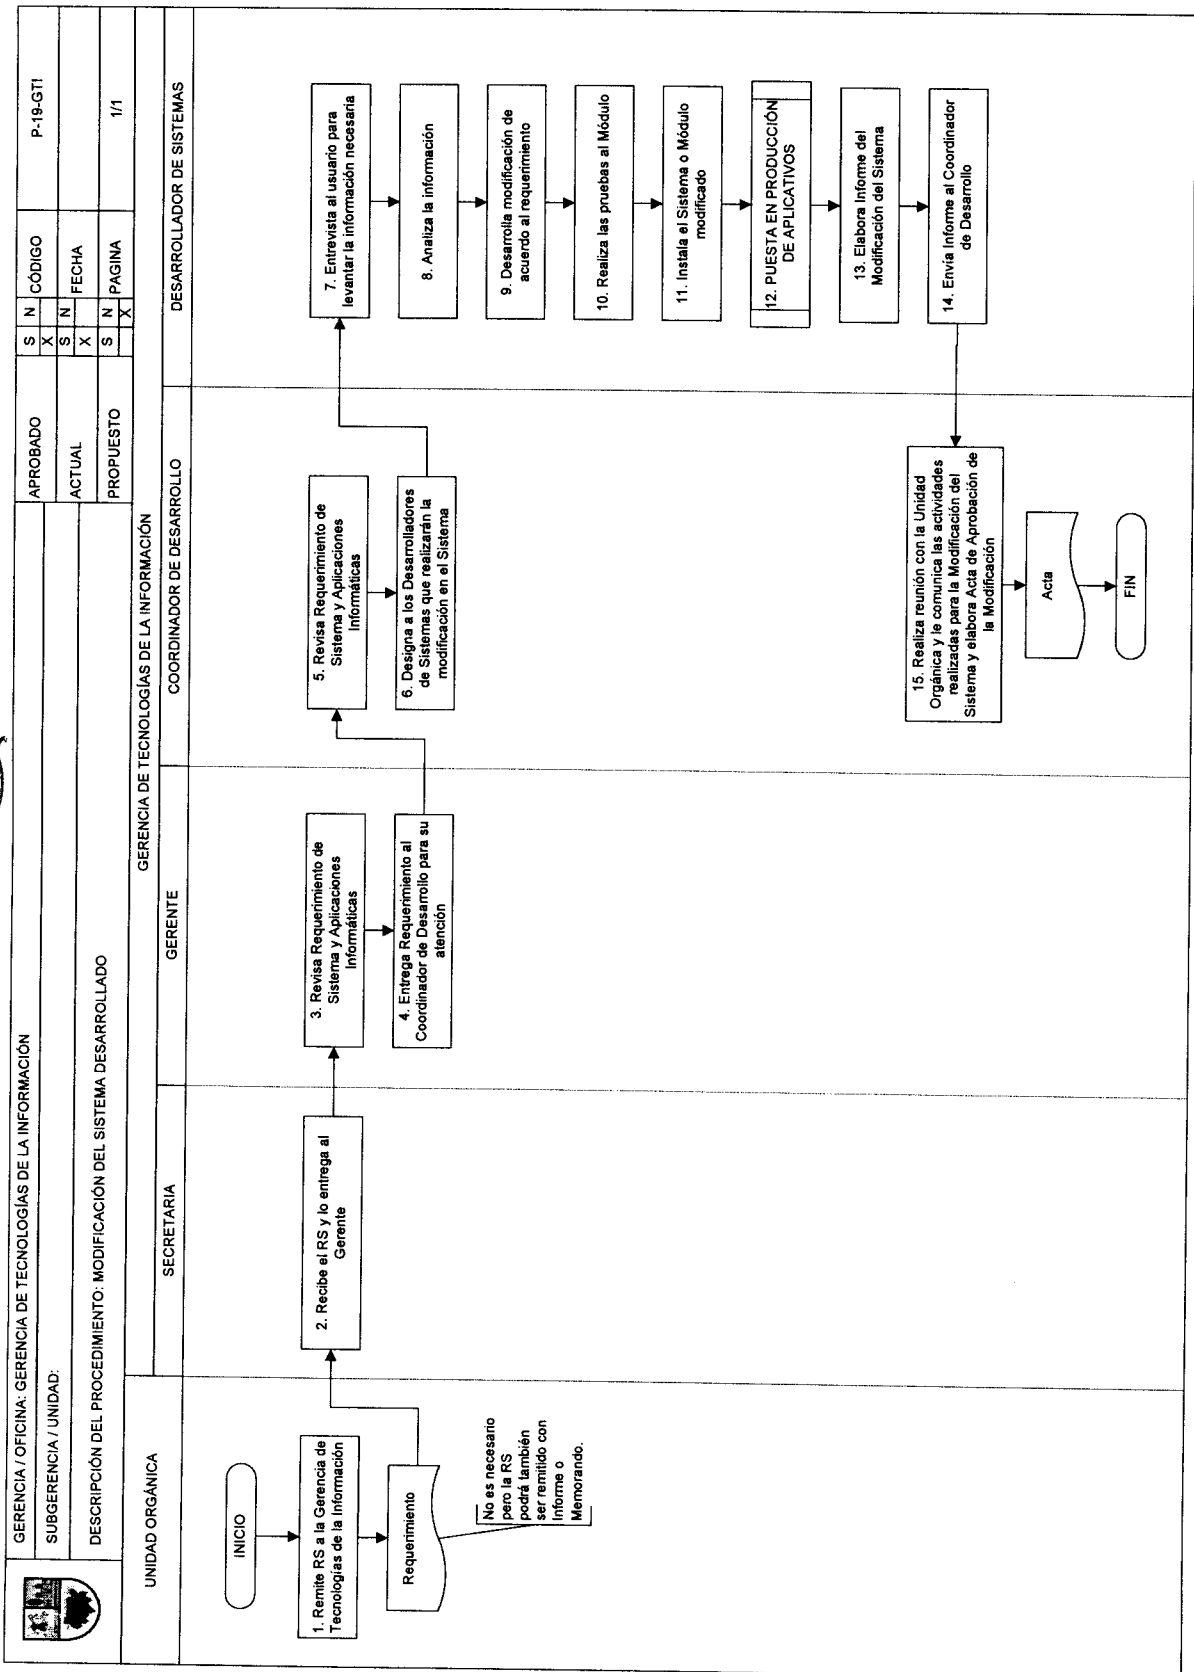 GERENCIA / OFICINA: GERENCIA DE TECNOLOGÍAS DE LA INFORMACIÓN
SUBGERENCIA / UNIDAD:
DESCRIPCIÓN DEL PROCEDIMIENTO: MODIFICACIÓN DEL SISTEMA DESARROLLADO
APROBADO
S N
X
CÓDIGO
P-19-GTI
ACTUAL
S N
X
FECHA
PROPUESTO
S N
X
PAGINA
1/1
UNIDAD ORGÁNICA
GERENCIA DE TECNOLOGÍAS DE LA INFORMACIÓN
SECRETARIA
GERENTE
COORDINADOR DE DESARROLLO
DESARROLLADOR DE SISTEMAS
INICIO
1. Remite RS a la Gerencia de
Tecnologías de la Información
Requerimiento
No es necesario
pero la RS
podrá también
ser remitido con
Informe o
Memorando.
2. Recibe el RS y lo entrega al
Gerente
3. Revisa Requerimiento de
Sistema y Aplicaciones
Informáticas
4. Entrega Requerimiento al
Coordinador de Desarrollo para su
atención
5. Revisa Requerimiento de
Sistema y Aplicaciones
Informáticas
6. Designa a los Desarrolladores
de Sistemas que realizarán la
modificación en el Sistema
7. Entrevista al usuario para
levantar la información necesaria
8. Analiza la información
9. Desarrolla modificación de
acuerdo al requerimiento
10. Realiza las pruebas al Módulo
11. Instala el Sistema o Módulo
modificado
12. PUESTA EN PRODUCCIÓN
DE APLICATIVOS
13. Elabora Informe del
Modificación del Sistema
14. Envía Informe al Coordinador
de Desarrollo
15. Realiza reunión con la Unidad
Orgánica y le comunica las actividades
realizadas para la Modificación del
Sistema y elabora Acta de Aprobación de
la Modificación
Acta
FIN